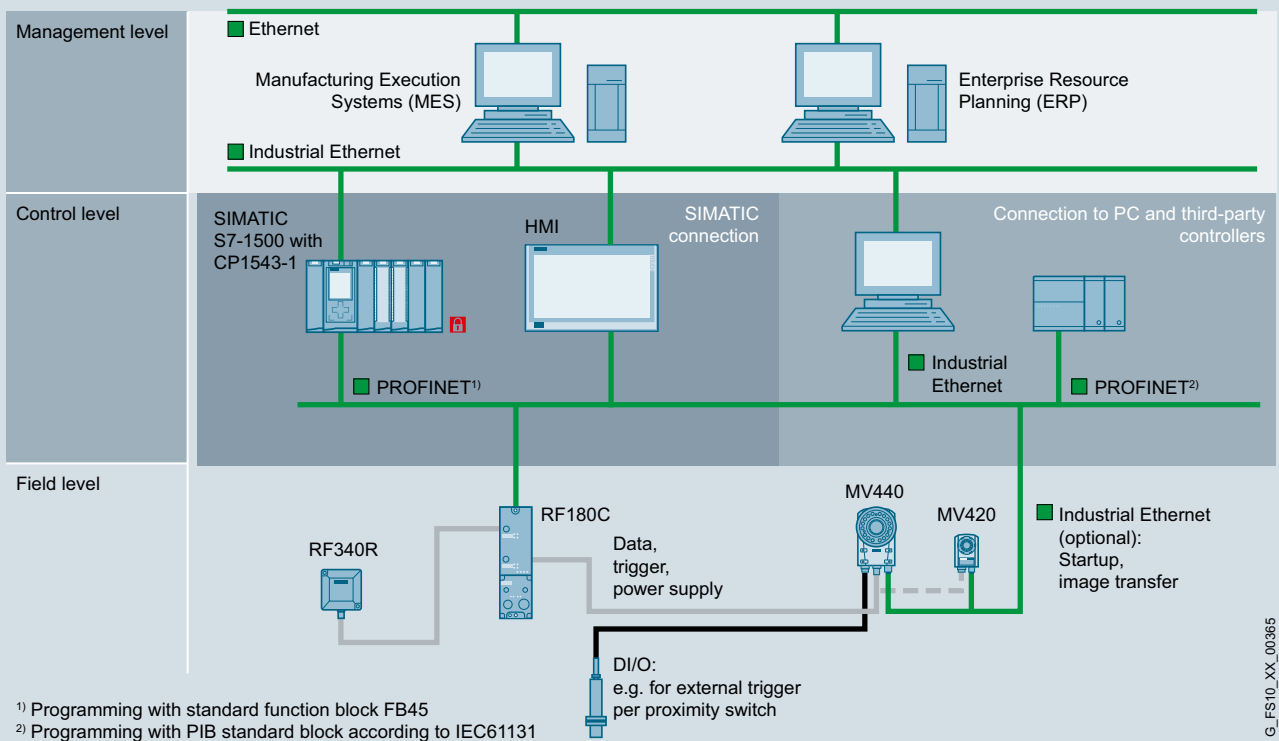 Management level
Ethernet
Manufacturing Execution
Systems (MES)
Enterprise Resource
Planning (ERP)
Industrial Ethernet
Control level
SIMATIC
S7-1500 with
CP1543-1
HMI
SIMATIC
connection
Connection to PC and third-party
controllers
PROFINET1)
Industrial
Ethernet
PROFINET2)
Field level
RF340R
RF180C
Data,
trigger,
power supply
MV440
MV420
Industrial Ethernet
(optional):
Startup,
image transfer
DI/O:
e.g. for external trigger
per proximity switch
1) Programming with standard function block FB45
2) Programming with PIB standard block according to IEC61131
G_FS10_XX_00365